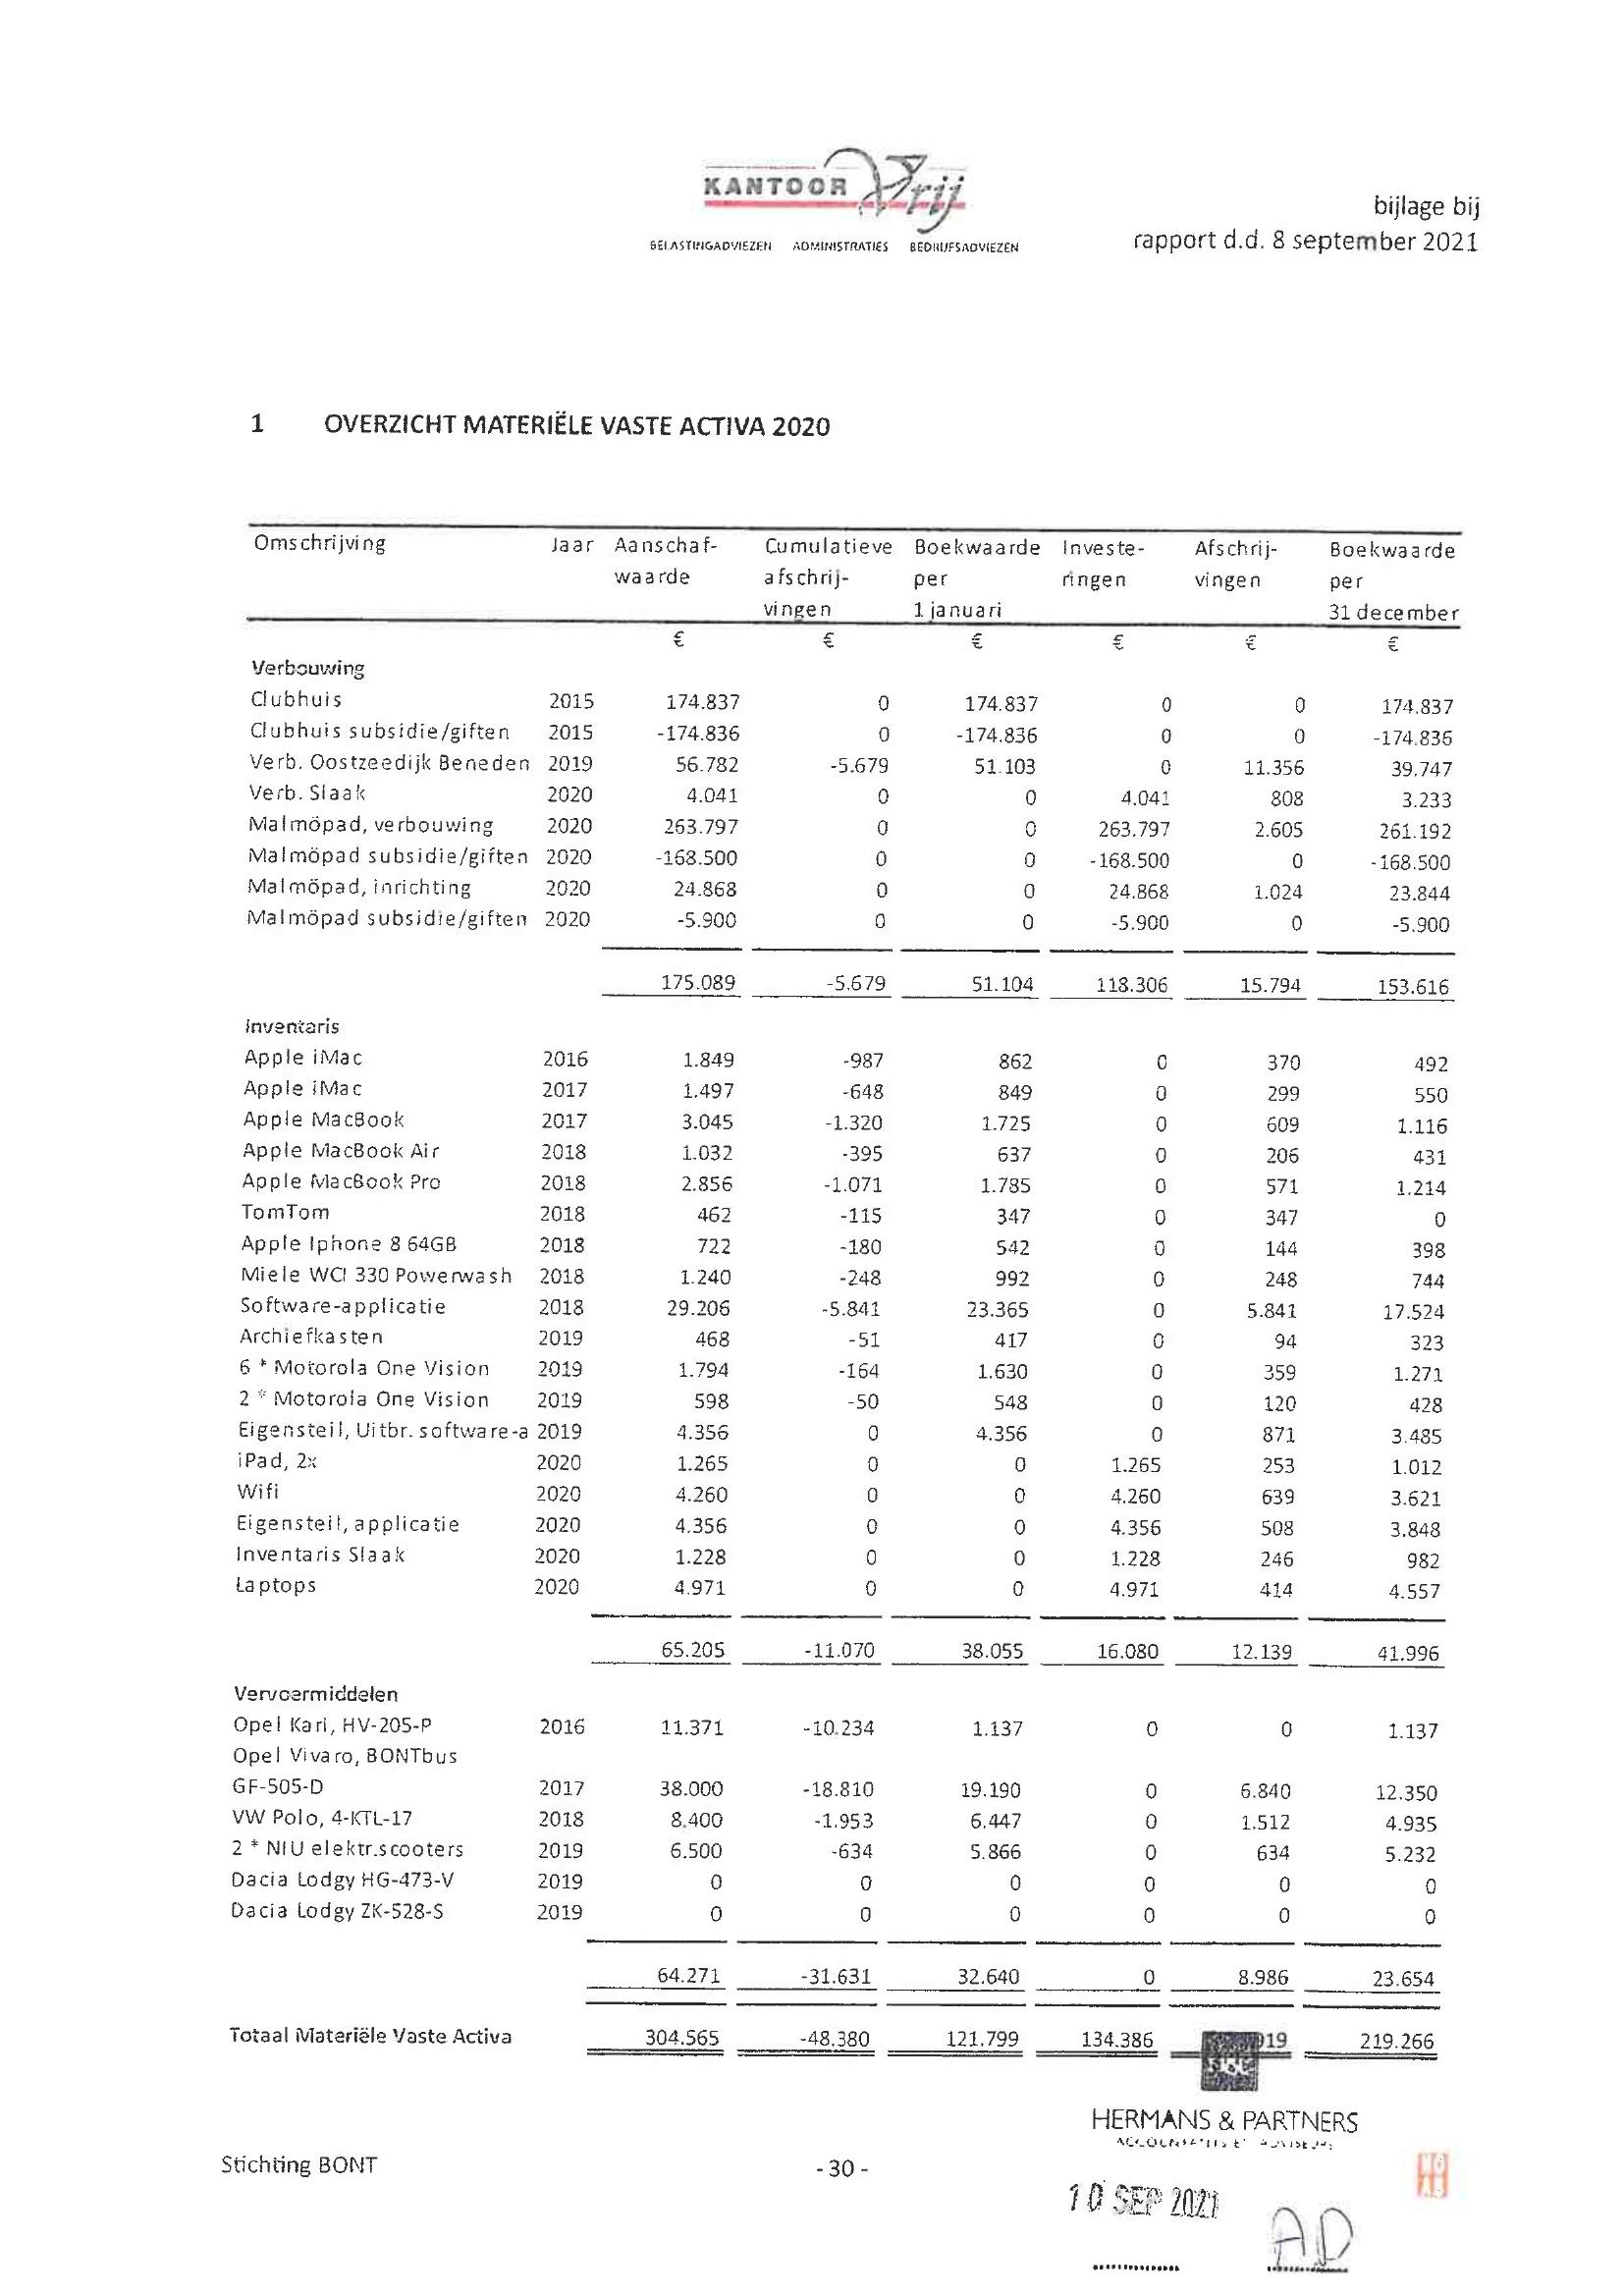 KANTOOR Vrij
BELASTINGADVIEZEN ADMINISTRATIES BEDRIJFSADVIEZEN
bijlage bij
rapport d.d. 8 september 2021
1 OVERZICHT MATERIËLE VASTE ACTIVA 2020
Omschrijving Jaar Aanschaf- Cumulatieve Boekwaarde Investe- Afschrij- Boekwaarde
waarde afschrij- per ringen vingen per
vingen 1 januari 31 december
€ € € € € €
Verbouwing
Clubhuis 2015 174.837 0 174.837 0 0 174.837
Clubhuis subsidie/giften 2015 -174.836 0 -174.836 0 0 -174.836
Verb. Oostzeedijk Beneden 2019 56.782 -5.679 51.103 0 11.356 39.747
Verb. Slaak 2020 4.041 0 0 4.041 808 3.233
Malmöpad, verbouwing 2020 263.797 0 0 263.797 2.605 261.192
Malmöpad subsidie/giften 2020 -168.500 0 0 -168.500 0 -168.500
Malmöpad, inrichting 2020 24.868 0 0 24.868 1.024 23.844
Malmöpad subsidie/giften 2020 -5.900 0 0 -5.900 0 -5.900
175.089 -5.679 51.104 118.306 15.794 153.616
Inventaris
Apple iMac 2016 1.849 -987 862 0 370 492
Apple iMac 2017 1.497 -648 849 0 299 550
Apple MacBook 2017 3.045 -1.320 1.725 0 609 1.116
Apple MacBook Air 2018 1.032 -395 637 0 206 431
Apple MacBook Pro 2018 2.856 -1.071 1.785 0 571 1.214
TomTom 2018 462 -115 347 0 347 0
Apple Iphone 8 64GB 2018 722 -180 542 0 144 398
Miele WCI 330 Powerwash 2018 1.240 -248 992 0 248 744
Software-applicatie 2018 29.206 -5.841 23.365 0 5.841 17.524
Archiefkasten 2019 468 -51 417 0 94 323
6 * Motorola One Vision 2019 1.794 -164 1.630 0 359 1.271
2 * Motorola One Vision 2019 598 -50 548 0 120 428
Eigensteil, Uitbr. software-a 2019 4.356 0 4.356 0 871 3.485
iPad, 2x 2020 1.265 0 0 1.265 253 1.012
Wifi 2020 4.260 0 0 4.260 639 3.621
Eigensteil, applicatie 2020 4.356 0 0 4.356 508 3.848
Inventaris Slaak 2020 1.228 0 0 1.228 246 982
Laptops 2020 4.971 0 0 4.971 414 4.557
65.205 -11.070 38.055 16.080 12.139 41.996
Vervoermiddelen
Opel Karl, HV-205-P 2016 11.371 -10.234 1.137 0 0 1.137
Opel Vivaro, BONTbus
GF-505-D 2017 38.000 -18.810 19.190 0 6.840 12.350
VW Polo, 4-KTL-17 2018 8.400 -1.953 6.447 0 1.512 4.935
2 * NIU elektr.scooters 2019 6.500 -634 5.866 0 634 5.232
Dacia Lodgy HG-473-V 2019 0 0 0 0 0 0
Dacia Lodgy ZK-528-S 2019 0 0 0 0 0 0
64.271 -31.631 32.640 0 8.986 23.654
Totaal Materiële Vaste Activa 304.565 -48.380 121.799 134.386 919 219.266
HERMANS & PARTNERS
Stichting BONT - 30 -
10 SEP 2021
AD